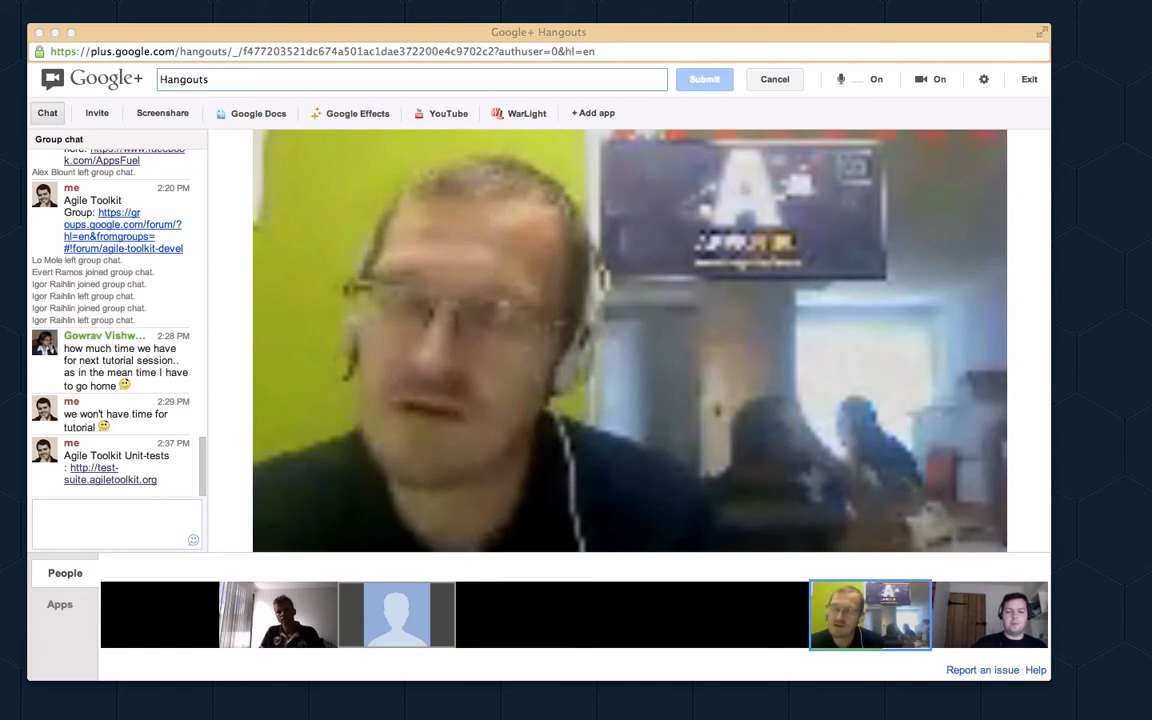 Google+ Hangouts
https://plus.google.com/hangouts/_/f477203521dc674a501ac1dae372200e4c9702c2?authuser=0&hl=en
Google+
Hangouts
Submit
Cancel
On
On
Exit
Chat
Invite
Screenshare
Google Docs
Google Effects
YouTube
WarLight
+ Add app
Group chat
here: https://www.faceboo
k.com/AppsFuel
Alex Blount left group chat.
me 2:20 PM
Agile Toolkit
Group: https://gr
oups.google.com/forum/?
hl=en&fromgroups=
#!forum/agile-toolkit-devel
Lo Mole left group chat.
Evert Ramos joined group chat.
Igor Raihlin joined group chat.
Igor Raihlin left group chat.
Igor Raihlin joined group chat.
Igor Raihlin left group chat.
Gowrav Vishw... 2:28 PM
how much time we have
for next tutorial session..
as in the mean time I have
to go home
me 2:29 PM
we won't have time for
tutorial
me 2:37 PM
Agile Toolkit Unit-tests
: http://test-
suite.agiletoolkit.org
A
People
Apps
Report an issue Help